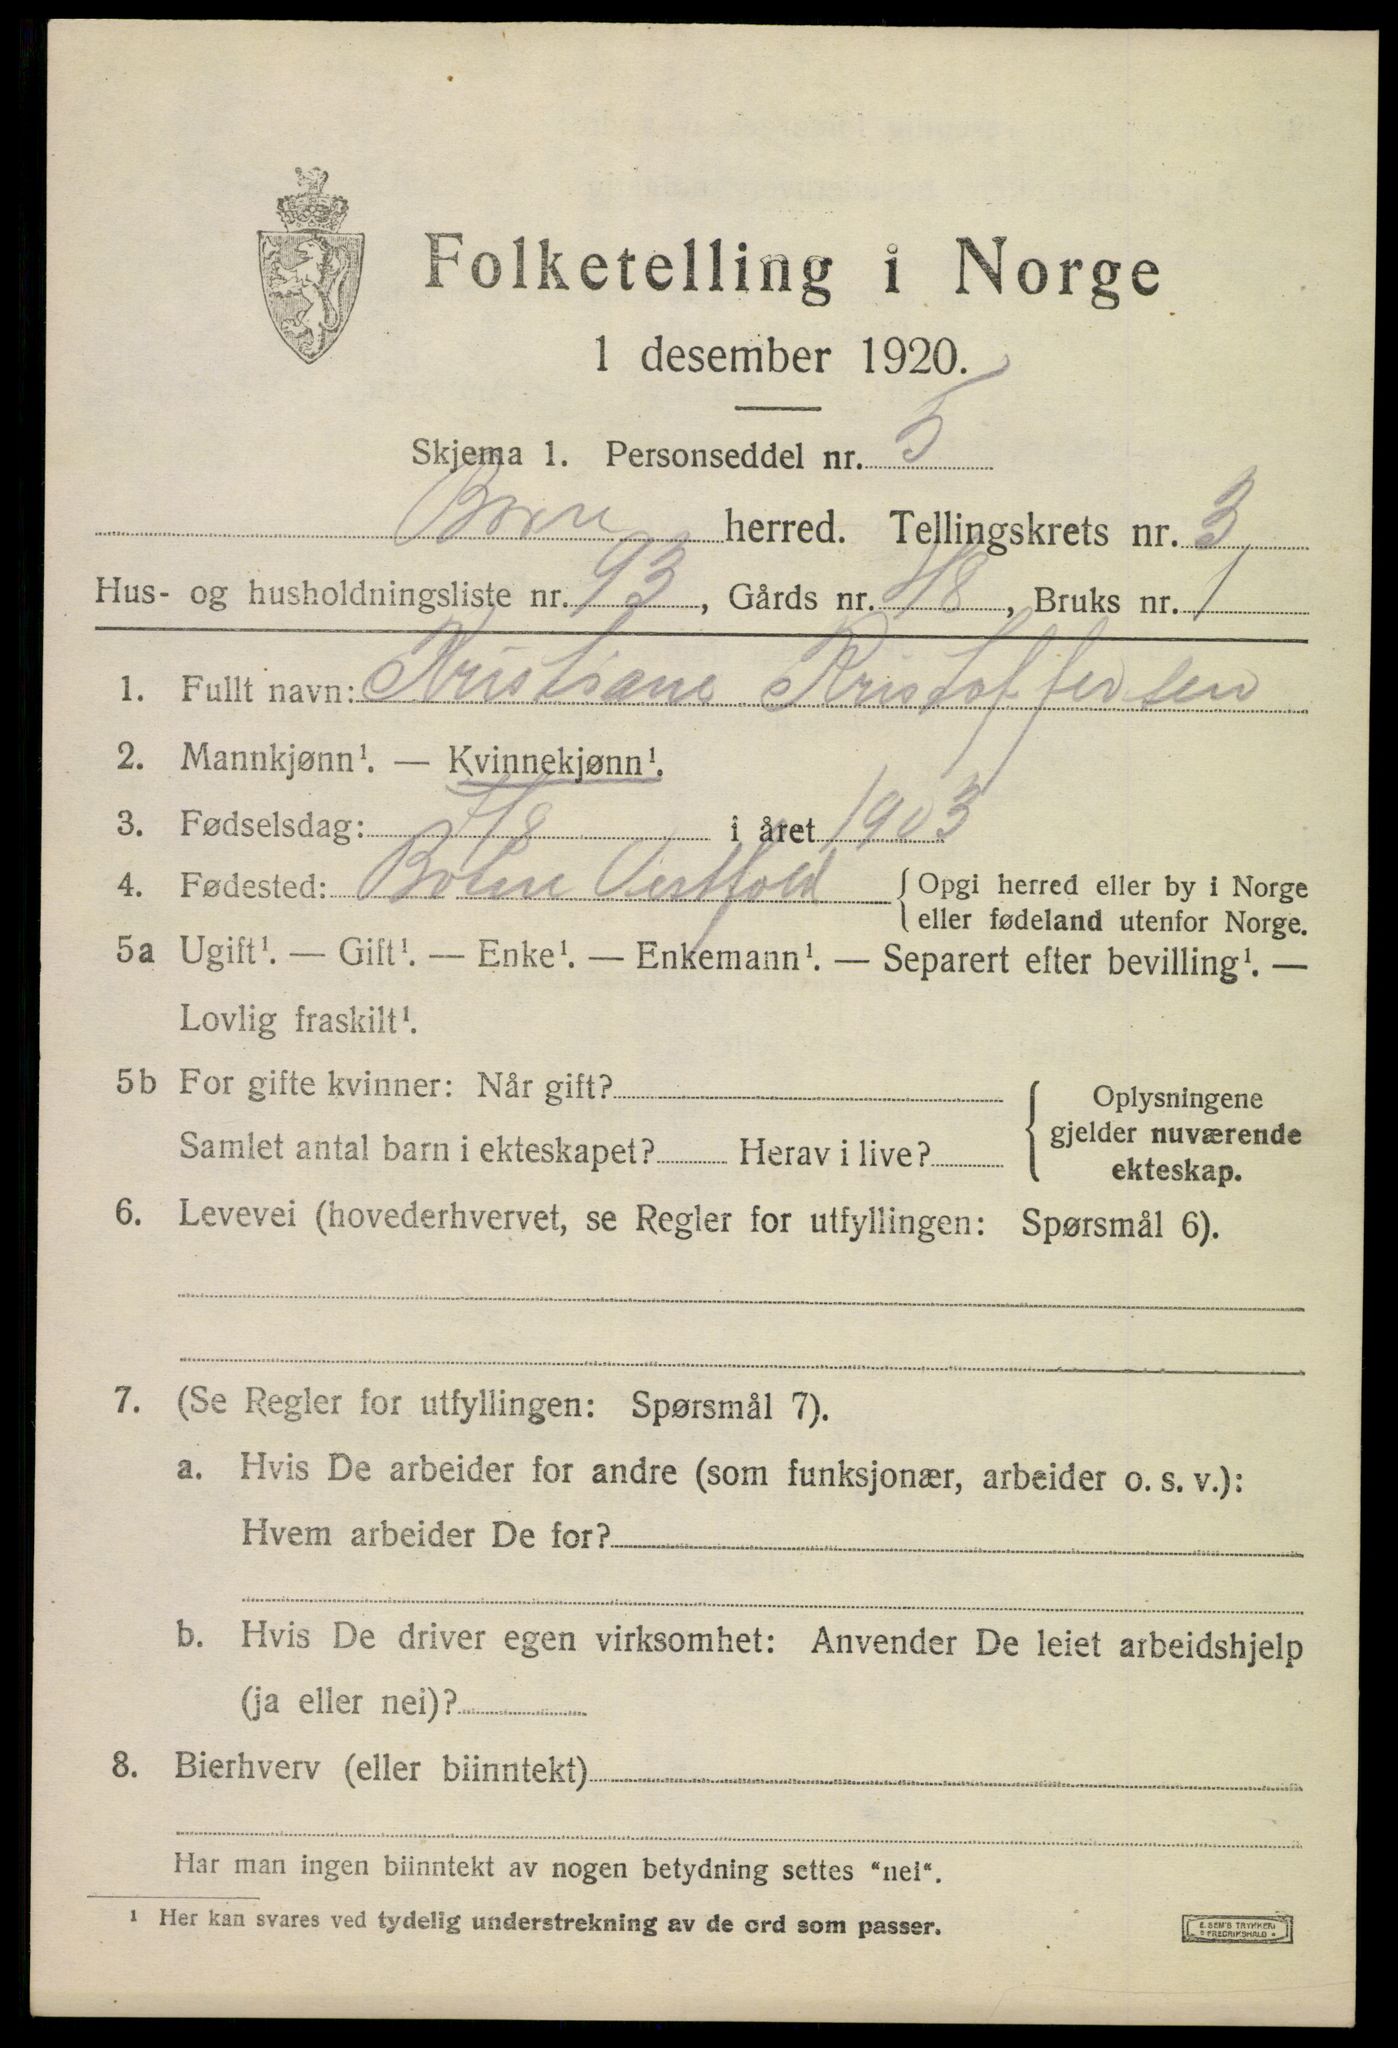 Folketelling i Norge
1 desember 1920.
Skjema 1. Personseddel nr. 5
Borre herred. Tellingskrets nr. 3
Hus- og husholdningsliste nr. 93, Gårds nr. 48, Bruks nr. 1
1. Fullt navn: Kristiane Kristoffersen
2. Mannkjønn¹. — Kvinnekjønn¹.
3. Fødselsdag: i året 1903
4. Fødested: Vestfold {Opgi herred eller by i Norge
eller fødeland utenfor Norge.
5a Ugift¹. — Gift¹. — Enke¹. — Enkemann¹. — Separert efter bevilling¹. —
Lovlig fraskilt¹.
5b For gifte kvinner: Når gift? {Oplysningene
gjelder nuværende
Samlet antal barn i ekteskapet? Herav i live?
ekteskap.
6. Levevei (hovederhvervet, se Regler for utfyllingen: Spørsmål 6).
7. (Se Regler for utfyllingen: Spørsmål 7).
a. Hvis De arbeider for andre (som funksjonær, arbeider o. s. v.):
Hvem arbeider De for?
b. Hvis De driver egen virksomhet: Anvender De leiet arbeidshjelp
(ja eller nei)?
8. Bierhverv (eller biinntekt)
Har man ingen biinntekt av nogen betydning settes “nei“.
¹ Her kan svares ved tydelig understrekning av de ord som passer.
E. SEM'S TRYKKERI
FREDRIKSHALD